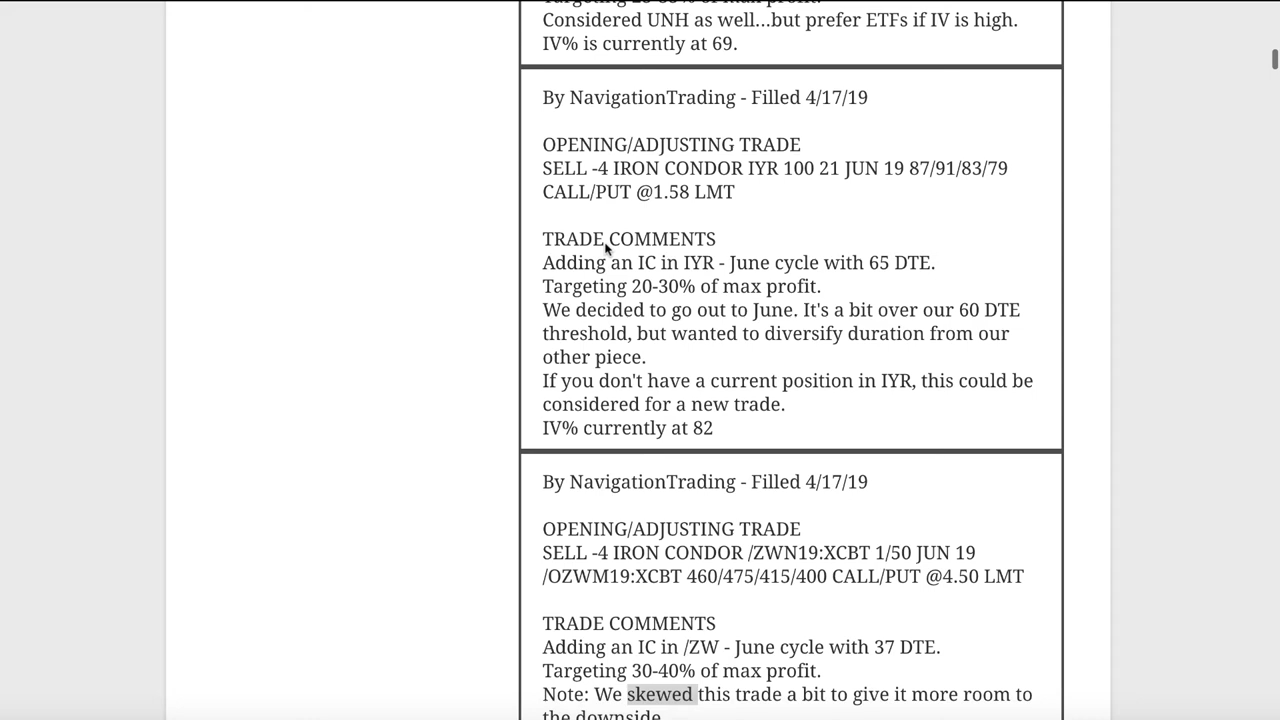 Considered UNH as well...but prefer ETFs if IV is high.
IV% is currently at 69.
By NavigationTrading - Filled 4/17/19
OPENING/ADJUSTING TRADE
SELL -4 IRON CONDOR IYR 100 21 JUN 19 87/91/83/79
CALL/PUT @1.58 LMT
TRADE COMMENTS
Adding an IC in IYR - June cycle with 65 DTE.
Targeting 20-30% of max profit.
We decided to go out to June. It's a bit over our 60 DTE
threshold, but wanted to diversify duration from our
other piece.
If you don't have a current position in IYR, this could be
considered for a new trade.
IV% currently at 82
By NavigationTrading - Filled 4/17/19
OPENING/ADJUSTING TRADE
SELL -4 IRON CONDOR /ZWN19:XCBT 1/50 JUN 19
/OZWM19:XCBT 460/475/415/400 CALL/PUT @4.50 LMT
TRADE COMMENTS
Adding an IC in /ZW - June cycle with 37 DTE.
Targeting 30-40% of max profit.
Note: We skewed this trade a bit to give it more room to
the downside.